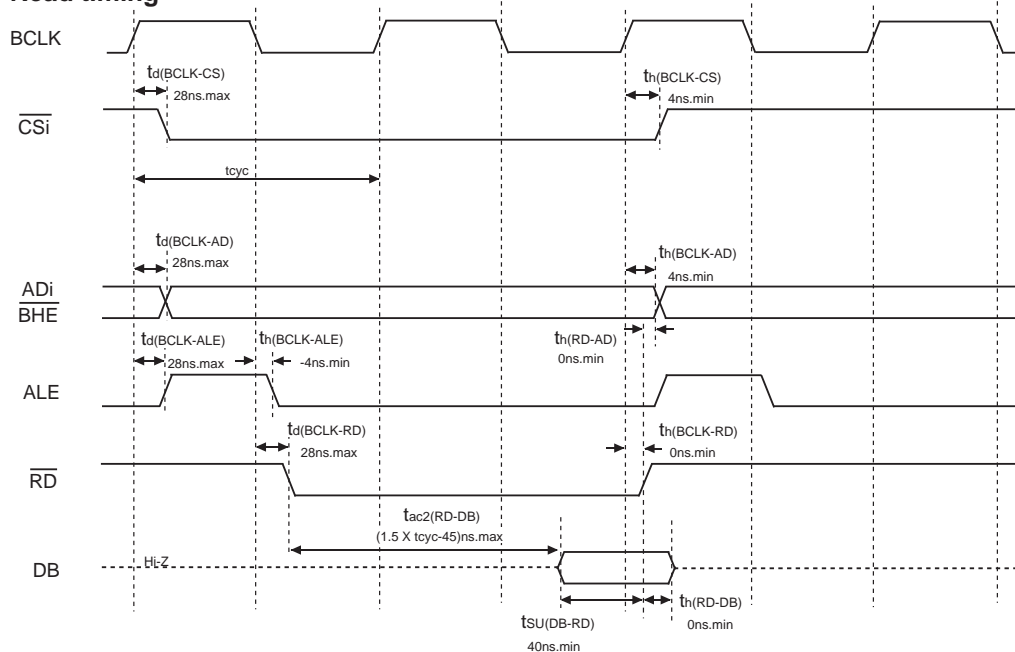 Read timing
BCLK
td(BCLK-CS)
28ns.max
th(BCLK-CS)
4ns.min
CSi
tcyc
td(BCLK-AD)
28ns.max
th(BCLK-AD)
4ns.min
ADi
BHE
td(BCLK-ALE)
28ns.max
th(BCLK-ALE)
-4ns.min
th(RD-AD)
0ns.min
ALE
td(BCLK-RD)
28ns.max
th(BCLK-RD)
0ns.min
RD
tac2(RD-DB)
(1.5 X tcyc-45)ns.max
Hi-Z
DB
tSU(DB-RD)
40ns.min
th(RD-DB)
0ns.min